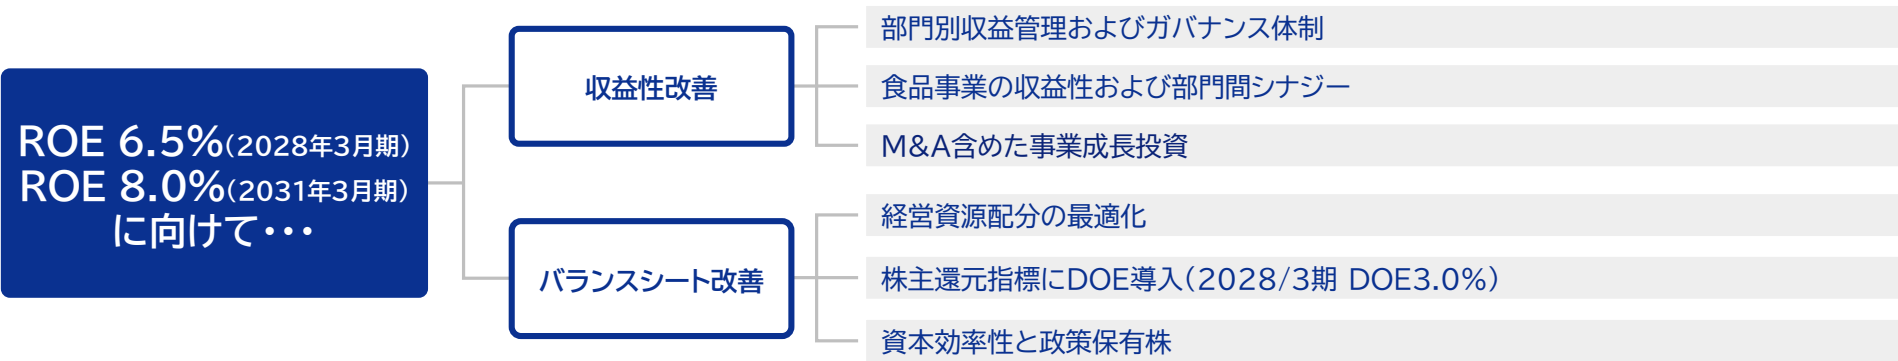 ROE 6.5%(2028年3月期)
ROE 8.0%(2031年3月期)
に向けて・・・
収益性改善
部門別収益管理およびガバナンス体制
食品事業の収益性および部門間シナジー
M&A含めた事業成長投資
バランスシート改善
経営資源配分の最適化
株主還元指標にDOE導入(2028/3期 DOE3.0%)
資本効率性と政策保有株